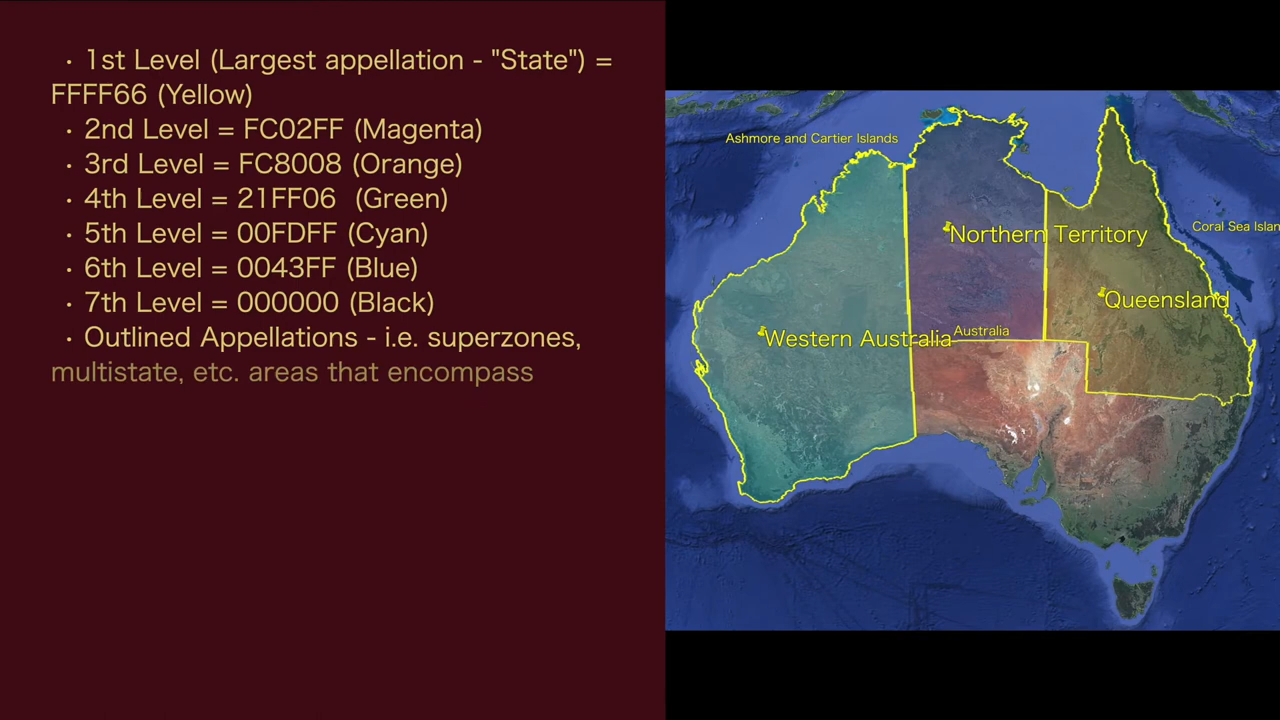 · 1st Level (Largest appellation - "State") =
FFFF66 (Yellow)
· 2nd Level = FC02FF (Magenta)
· 3rd Level = FC8008 (Orange)
· 4th Level = 21FF06  (Green)
· 5th Level = 00FDFF (Cyan)
· 6th Level = 0043FF (Blue)
· 7th Level = 000000 (Black)
· Outlined Appellations - i.e. superzones,
multistate, etc. areas that encompass
Ashmore and Cartier Islands
Coral Sea Islan
Northern Territory
Queensland
Western Australia
Australia